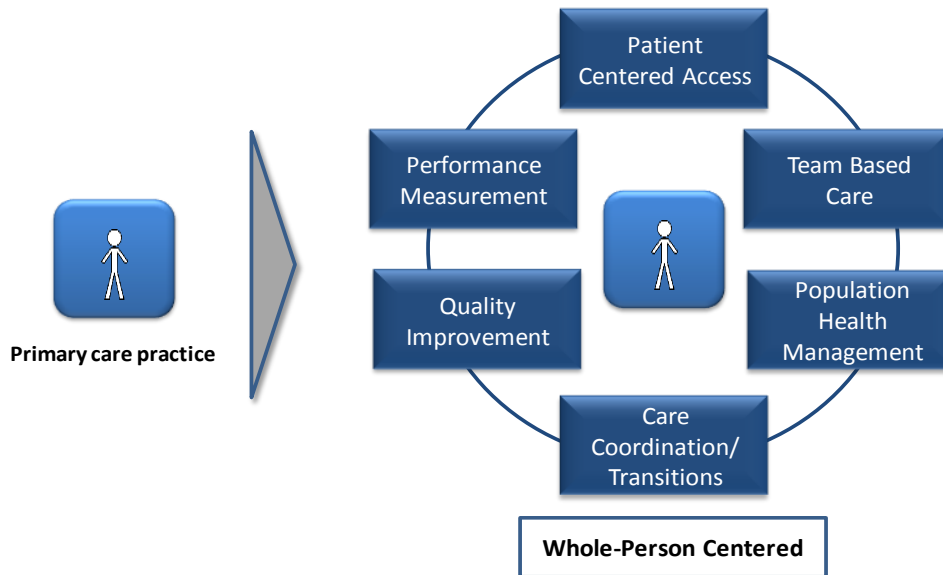 Primary care practice
Patient
Centered Access
Team Based
Care
Population
Health
Management
Care
Coordination/
Transitions
Quality
Improvement
Performance
Measurement
Whole-Person Centered